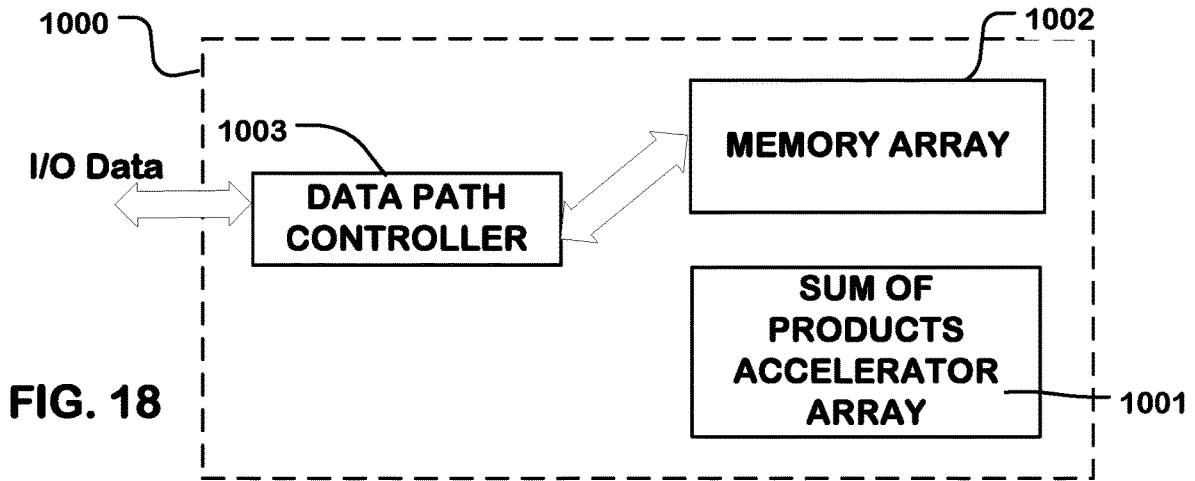 1000
1002
1003
MEMORY ARRAY
I/O Data
DATA PATH
CONTROLLER
SUM OF
PRODUCTS
ACCELERATOR
ARRAY
1001
FIG. 18